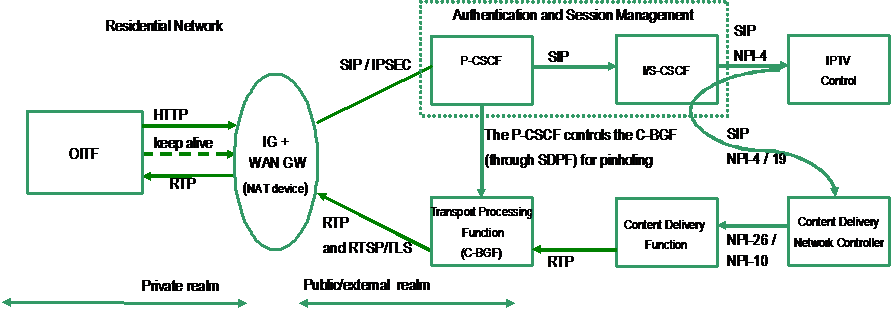 Authentication and Session Management
Residential Network
SIP
SIP / IPSEC
P-CSCF
SIP
I/S-CSCF
NPI-4
IPTV
Control
HTTP
OITF
keep alive
RTP
IG +
WAN GW
(NAT device)
The P-CSCF controls the C-BGF
(through SDPF) for pinholing
SIP
NPI-4 / 19
RTP
and RTSP/TLS
Transport Processing
Function
(C-BGF)
RTP
Content Delivery
Function
NPI-26 /
NPI-10
Content Delivery
Network Controller
Private realm
Public/external realm